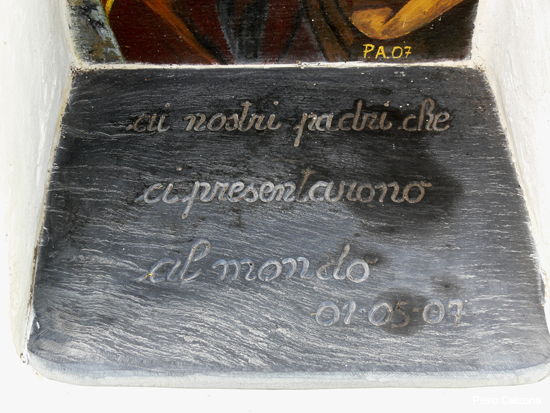 P.A.07
ai nostri padri che
ci presentarono
al mondo
01·05·07